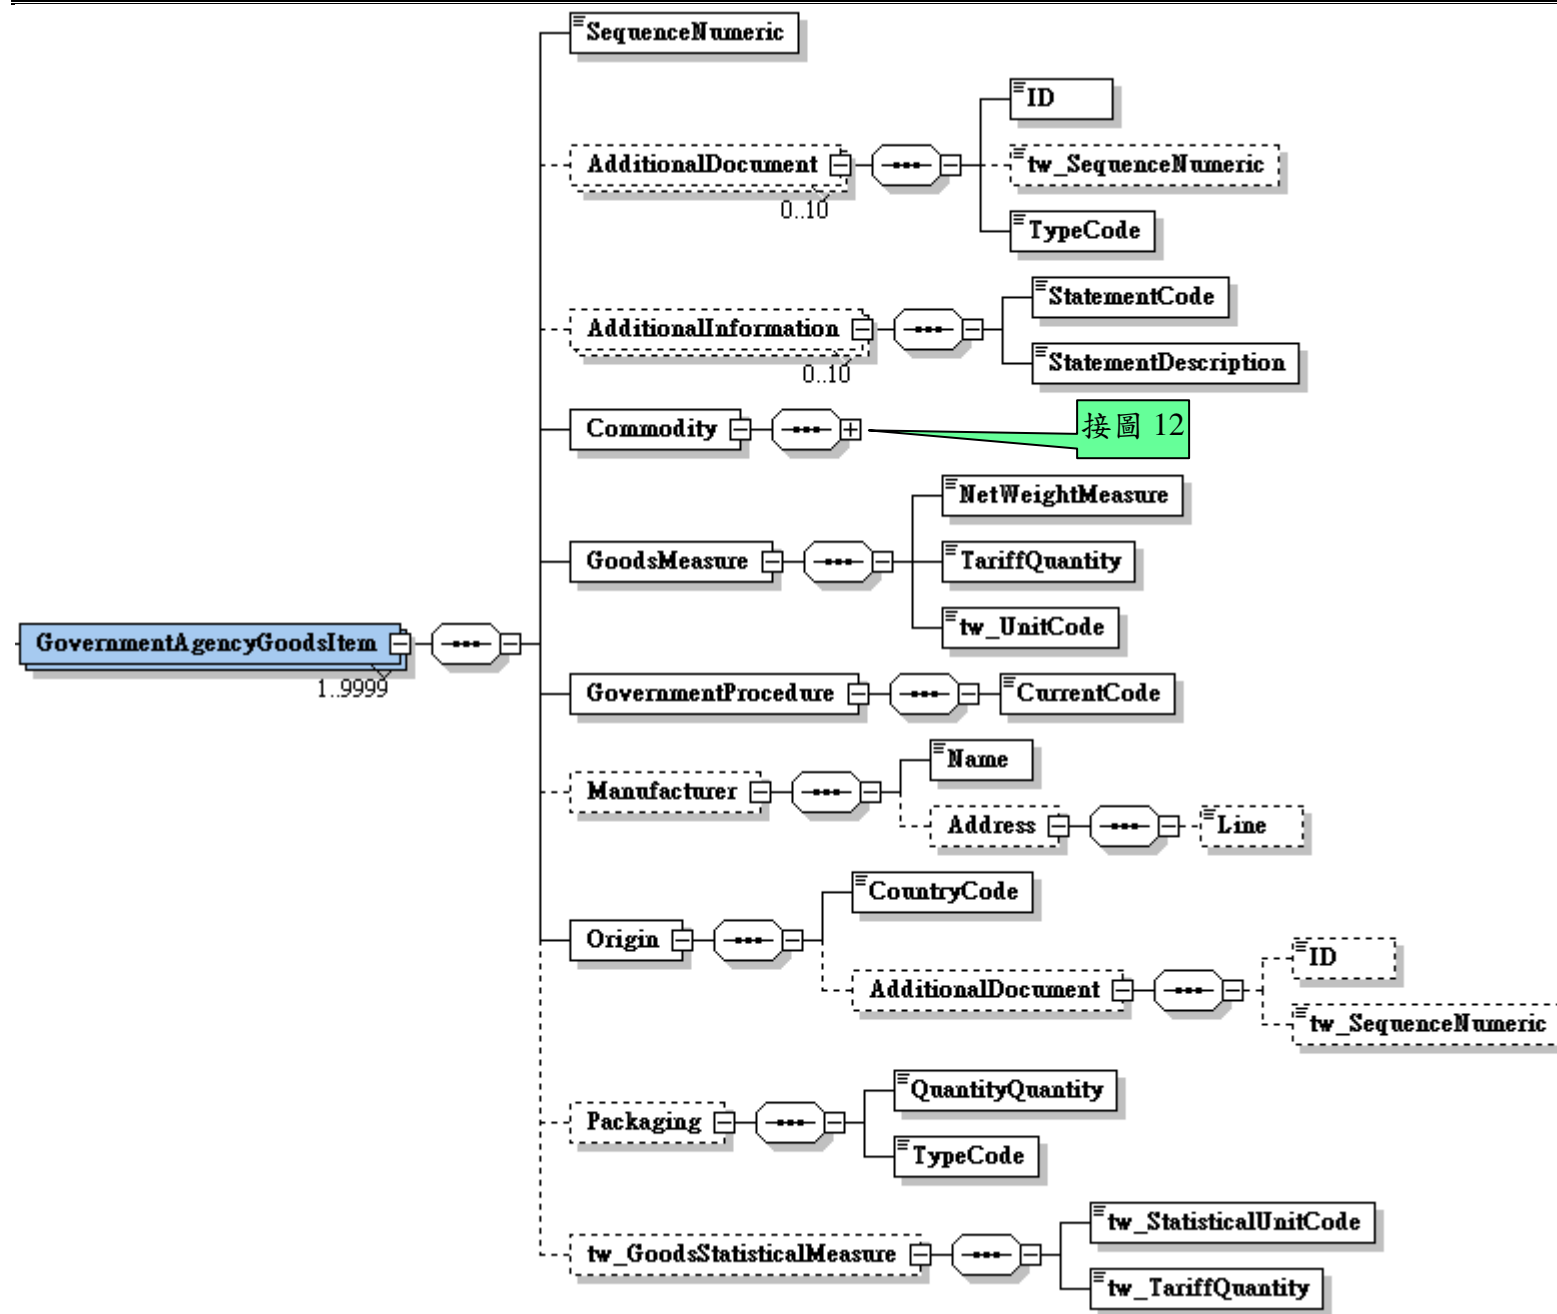 SequenceNumeric
ID
AdditionalDocument
tw_SequenceNumeric
0..10
TypeCode
StatementCode
AdditionalInformation
StatementDescription
0..10
Commodity
接圖 12
NetWeightMeasure
GoodsMeasure
TariffQuantity
tw_UnitCode
GovernmentAgencyGoodsItem
1..9999
GovernmentProcedure
CurrentCode
Name
Manufacturer
Address
Line
CountryCode
Origin
ID
AdditionalDocument
tw_SequenceNumeric
QuantityQuantity
Packaging
TypeCode
tw_StatisticalUnitCode
tw_GoodsStatisticalMeasure
tw_TariffQuantity